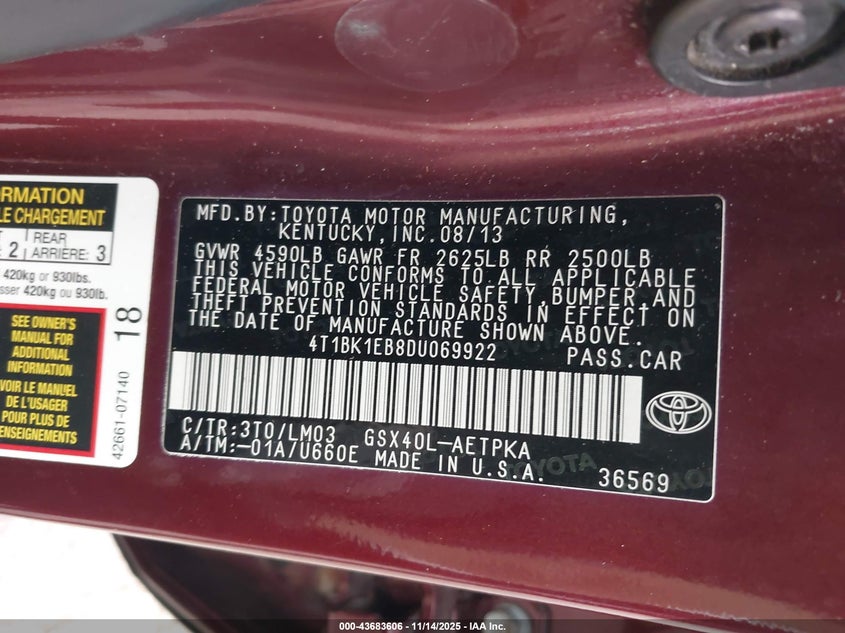 ORMATION
LE CHARGEMENT
2
REAR
ARRIERE: 3
420kg or 930lbs.
sser 420kg ou 930lb.
SEE OWNER'S
MANUAL FOR
ADDITIONAL
INFORMATION
VOIR LE MANUEL
DE L'USAGER
POUR PLUS DE
RENSEIGNEMENTS
18
42661-07140
MFD.BY:TOYOTA MOTOR MANUFACTURING,
KENTUCKY,INC.08/13
GVWR 4590LB GAWR FR 2625LB RR 2500LB
THIS VEHICLE CONFORMS TO ALL APPLICABLE
FEDERAL MOTOR VEHICLE SAFETY,BUMPER,AND
THEFT PREVENTION STANDARDS IN EFFECT ON
THE DATE OF MANUFACTURE SHOWN ABOVE.
4T1BK1EB8DU069922 PASS.CAR
C/TR:3T0/LM03 GSX40L-AETPKA
A/TM:-01A/U660E MADE IN U.S.A.
36569
TOYOTA
000-43683606 - 11/14/2025 - IAA Inc.